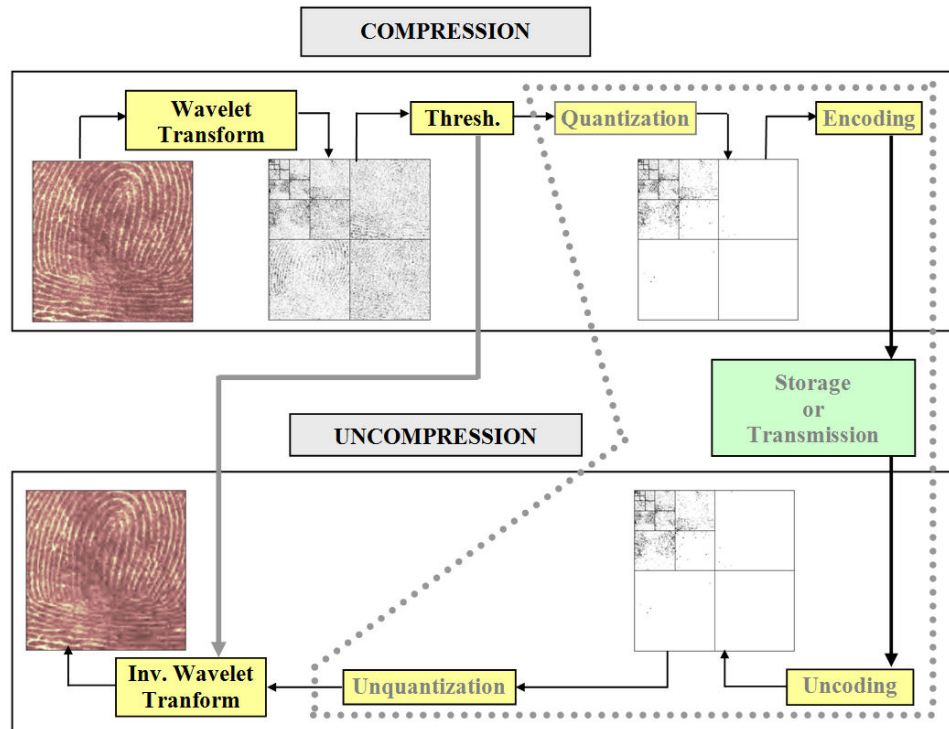 COMPRESSION
Wavelet
Transform
Thresh.
Quantization
Encoding
Storage
or
Transmission
UNCOMPRESSION
Inv. Wavelet
Tranform
Unquantization
Uncoding